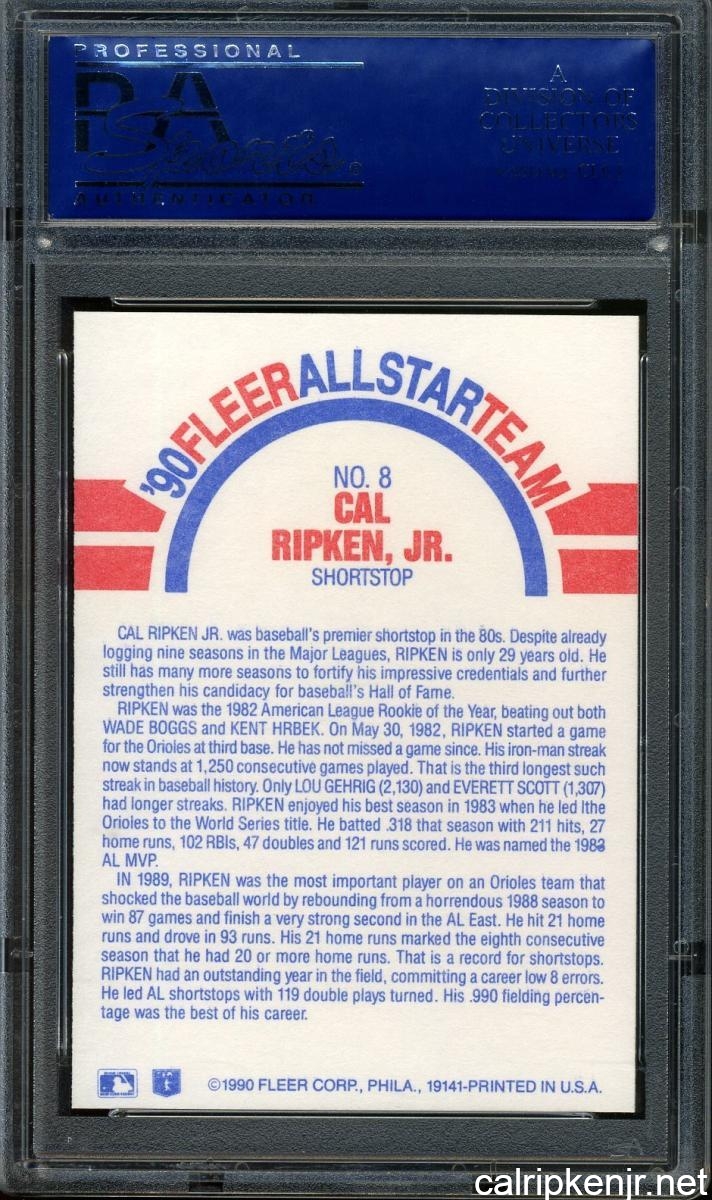 PROFESSIONAL
PSA
Sports
AUTHENTICATOR
A
DIVISION OF
COLLECTORS
UNIVERSE
'90 FLEER ALL STAR TEAM
NO. 8
CAL
RIPKEN, JR.
SHORTSTOP
CAL RIPKEN JR. was baseball's premier shortstop in the 80s. Despite already
logging nine seasons in the Major Leagues, RIPKEN is only 29 years old. He
still has many more seasons to fortify his impressive credentials and further
strengthen his candidacy for baseball's Hall of Fame.
RIPKEN was the 1982 American League Rookie of the Year, beating out both
WADE BOGGS and KENT HRBEK. On May 30, 1982, RIPKEN started a game
for the Orioles at third base. He has not missed a game since. His iron-man streak
now stands at 1,250 consecutive games played. That is the third longest such
streak in baseball history. Only LOU GEHRIG (2,130) and EVERETT SCOTT (1,307)
had longer streaks. RIPKEN enjoyed his best season in 1983 when he led lthe
Orioles to the World Series title. He batted .318 that season with 211 hits, 27
home runs, 102 RBIs, 47 doubles and 121 runs scored. He was named the 1983
AL MVP.
IN 1989, RIPKEN was the most important player on an Orioles team that
shocked the baseball world by rebounding from a horrendous 1988 season to
win 87 games and finish a very strong second in the AL East. He hit 21 home
runs and drove in 93 runs. His 21 home runs marked the eighth consecutive
season that he had 20 or more home runs. That is a record for shortstops.
RIPKEN had an outstanding year in the field, committing a career low 8 errors.
He led AL shortstops with 119 double plays turned. His .990 fielding percen-
tage was the best of his career.
©1990 FLEER CORP., PHILA., 19141-PRINTED IN U.S.A.
calripkenjr.net